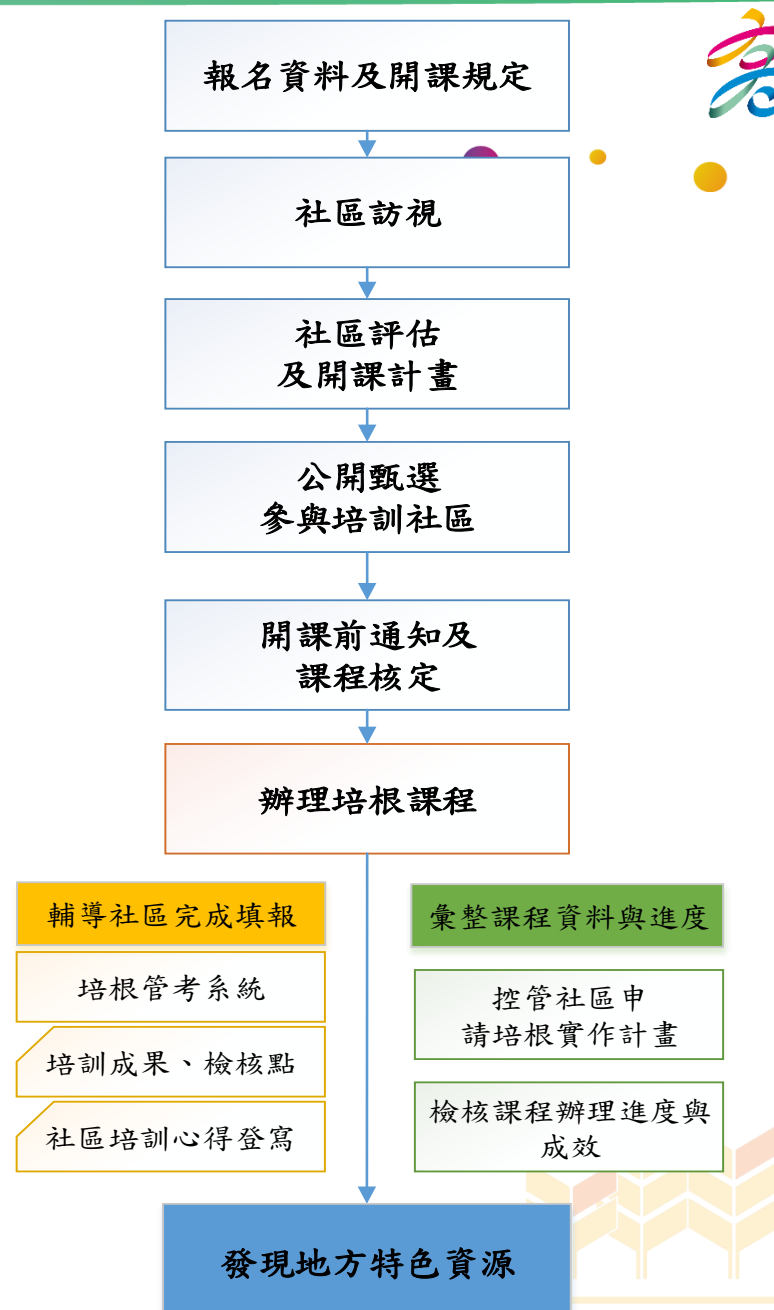 報名資料及開課規定
社區訪視
社區評估
及開課計畫
公開甄選
參與培訓社區
開課前通知及
課程核定
辦理培根課程
輔導社區完成填報
培根管考系統
培訓成果、檢核點
社區培訓心得登寫
彙整課程資料與進度
控管社區申
請培根實作計畫
檢核課程辦理進度與
成效
發現地方特色資源